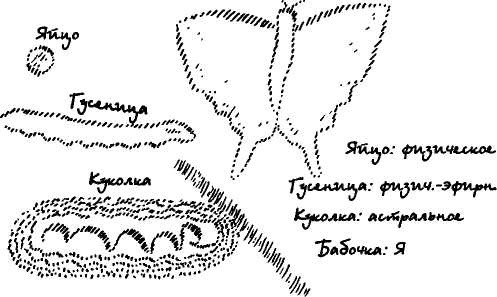 Яйцо
Гусеница
Куколка
Яйцо: физическое
Гусеница: физич.-эфирн.
Куколка: астральное
Бабочка: Я